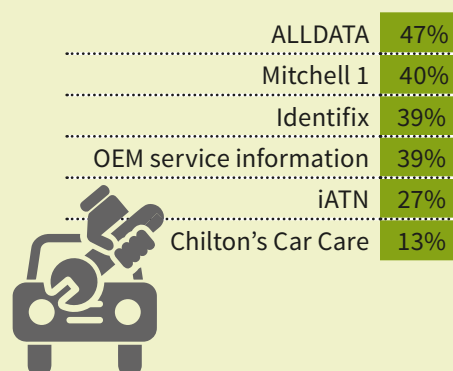 ALLDATA 47%
Mitchell 1 40%
Identifix 39%
OEM service information 39%
iATN 27%
Chilton’s Car Care 13%